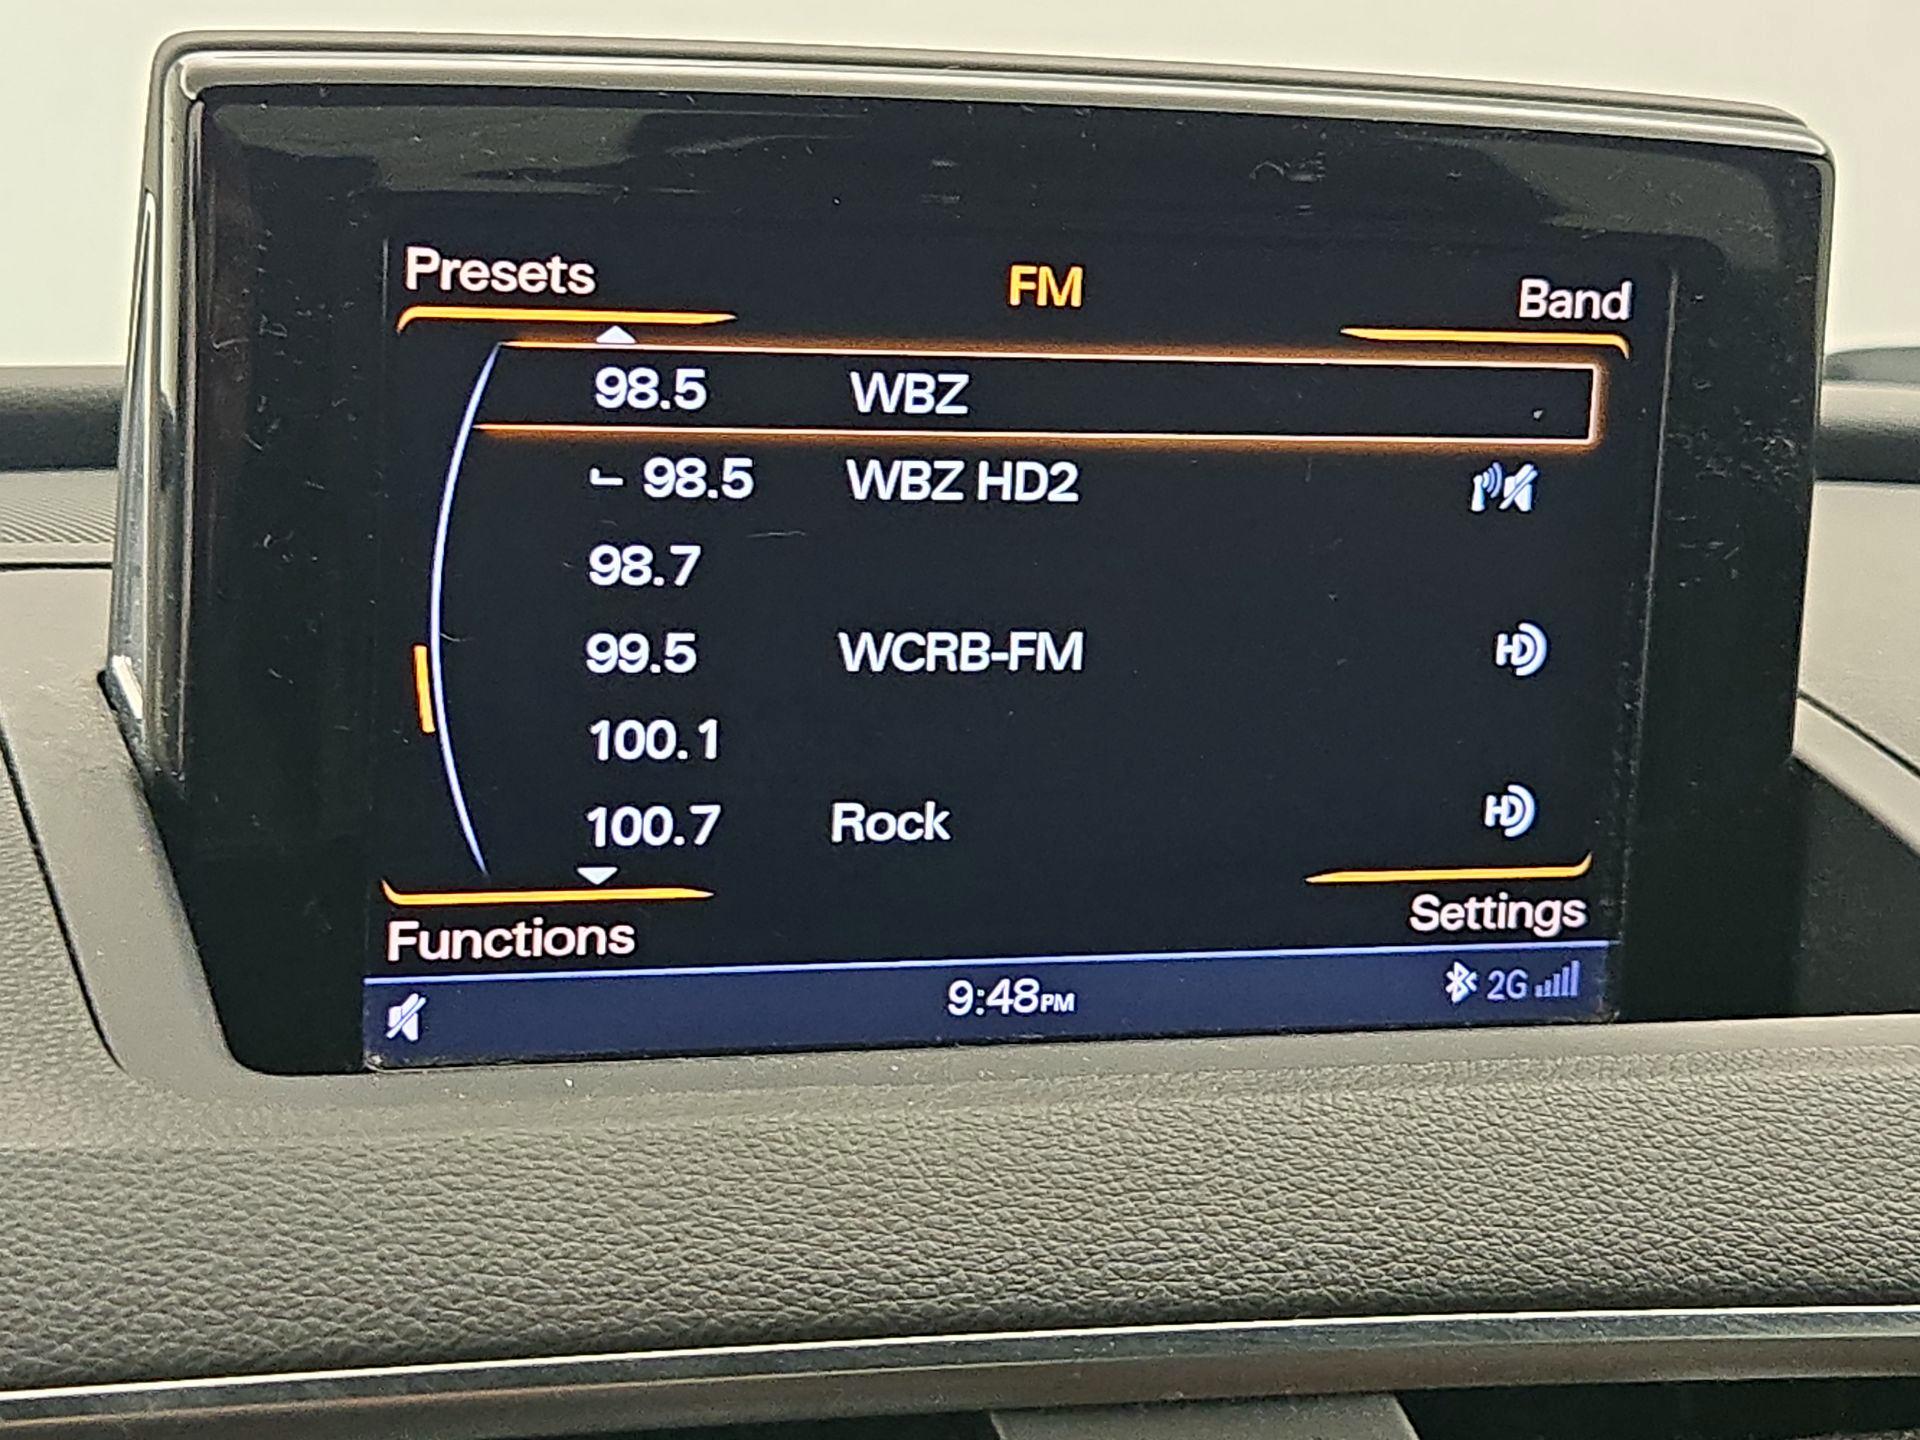 Presets FM Band
98.5 WBZ
98.5 WBZ HD2
98.7
99.5 WCRB-FM HD
100.1
100.7 Rock HD
Functions Settings
9:48PM 2G